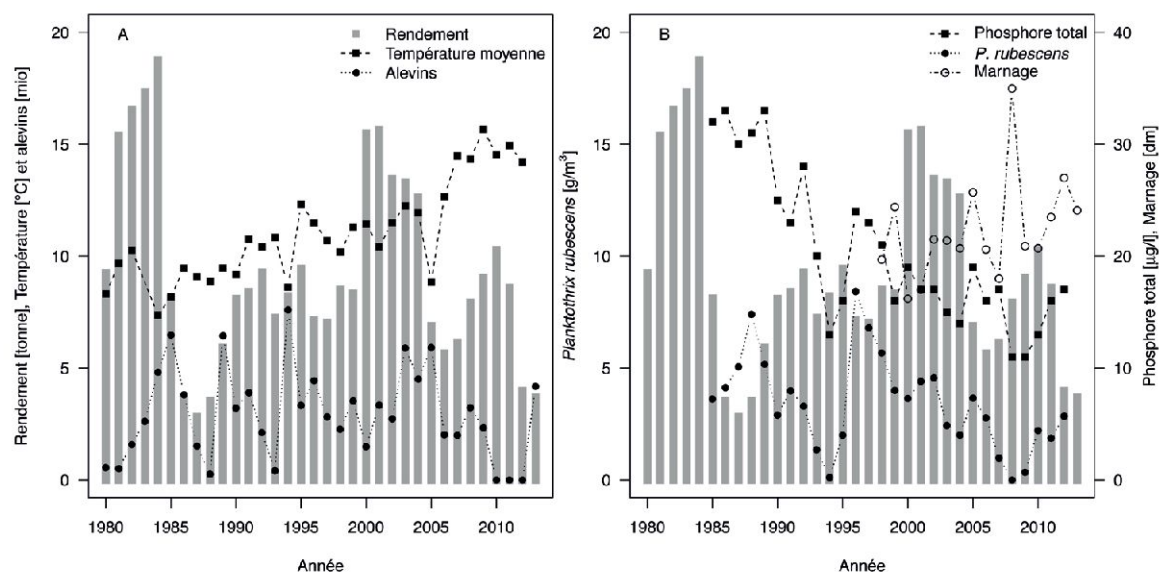 A
Rendement
Température moyenne
Alevins
Rendement [tonne], Température [°C] et alevins [mio]
20
15
10
5
0
1980 1985 1990 1995 2000 2005 2010
Année
B
Phosphore total
P. rubescens
Marnage
Planktothrix rubescens [g/m³]
20
15
10
5
0
Phosphore total [µg/l], Marnage [dm]
40
30
20
10
0
1980 1985 1990 1995 2000 2005 2010
Année